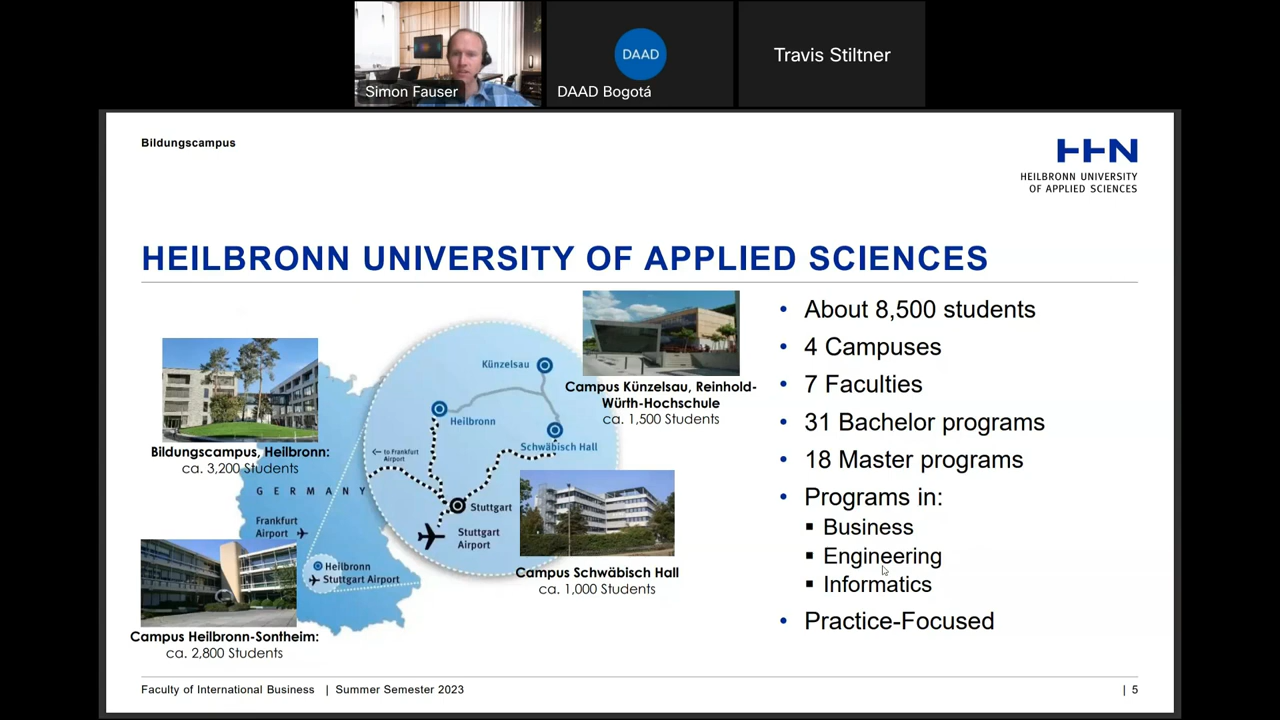 Simon Fauser
DAAD
DAAD Bogotá
Travis Stiltner
Bildungscampus
HHN
HEILBRONN UNIVERSITY
OF APPLIED SCIENCES
HEILBRONN UNIVERSITY OF APPLIED SCIENCES
Bildungscampus, Heilbronn:
ca. 3,200 Students
GERMANY
Frankfurt
Airport
Heilbronn
Stuttgart Airport
Campus Heilbronn-Sontheim:
ca. 2,800 Students
Künzelsau
Heilbronn
Schwäbisch Hall
to Frankfurt
Airport
Stuttgart
Stuttgart
Airport
Campus Künzelsau, Reinhold-
Würth-Hochschule
ca. 1,500 Students
Campus Schwäbisch Hall
ca. 1,000 Students
• About 8,500 students
• 4 Campuses
• 7 Faculties
• 31 Bachelor programs
• 18 Master programs
• Programs in:
▪ Business
▪ Engineering
▪ Informatics
• Practice-Focused
Faculty of International Business | Summer Semester 2023
| 5